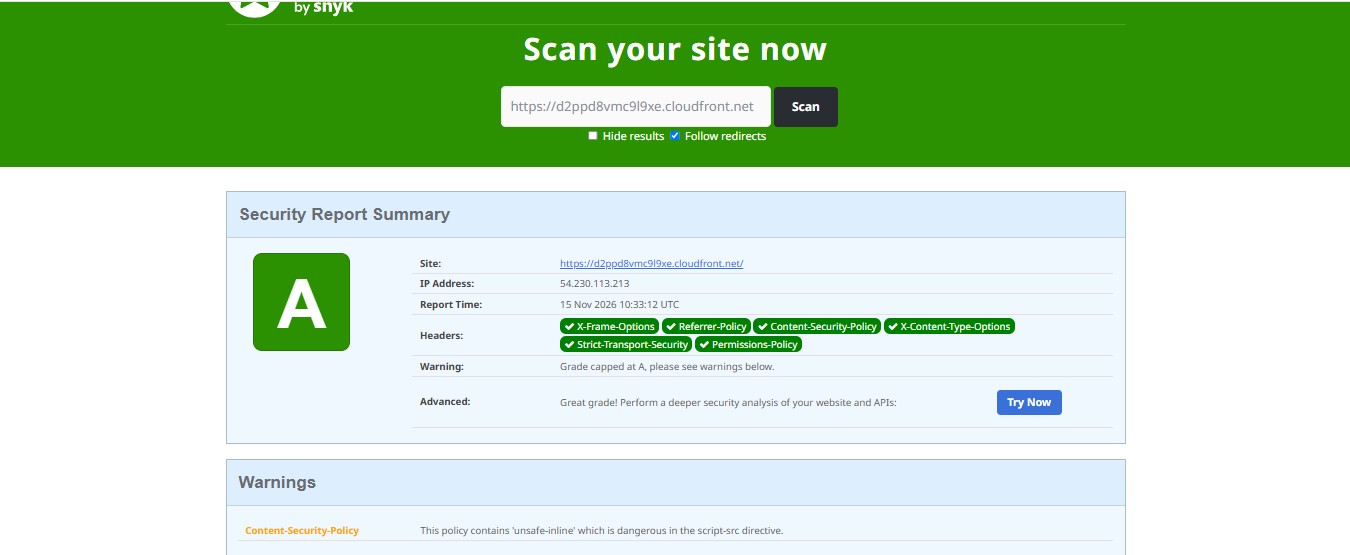 by snyk
Scan your site now
https://d2ppd8vmc9l9xe.cloudfront.net Scan
Hide results Follow redirects
Security Report Summary
A
Site: https://d2ppd8vmc9l9xe.cloudfront.net/
IP Address: 54.230.113.213
Report Time: 15 Nov 2026 10:33:12 UTC
Headers: X-Frame-Options Referrer-Policy Content-Security-Policy X-Content-Type-Options
Strict-Transport-Security Permissions-Policy
Warning: Grade capped at A, please see warnings below.
Advanced: Great grade! Perform a deeper security analysis of your website and APIs: Try Now
Warnings
Content-Security-Policy This policy contains 'unsafe-inline' which is dangerous in the script-src directive.